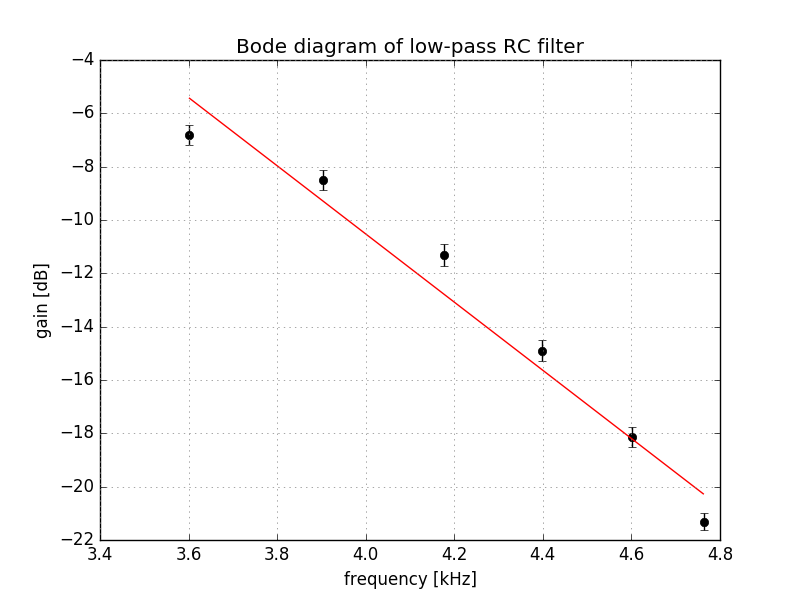 Bode diagram of low-pass RC filter
−4
−6
−8
−10
−12
−14
−16
−18
−20
−22
gain [dB]
3.4 3.6 3.8 4.0 4.2 4.4 4.6 4.8
frequency [kHz]